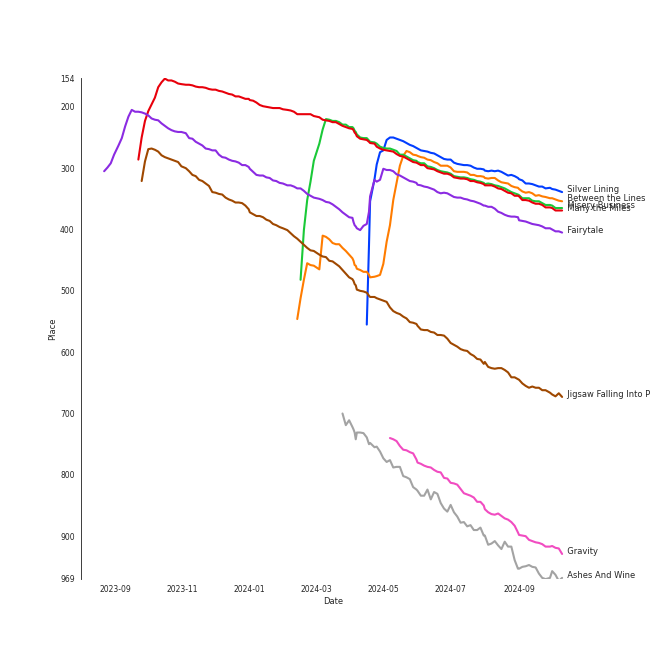 154
200
300
400
500
600
700
800
900
969
Place
2023-09
2023-11
2024-01
2024-03
2024-05
2024-07
2024-09
Date
Silver Lining
Between the Lines
Misery Business
Many the Miles
Fairytale
Jigsaw Falling Into P
Gravity
Ashes And Wine